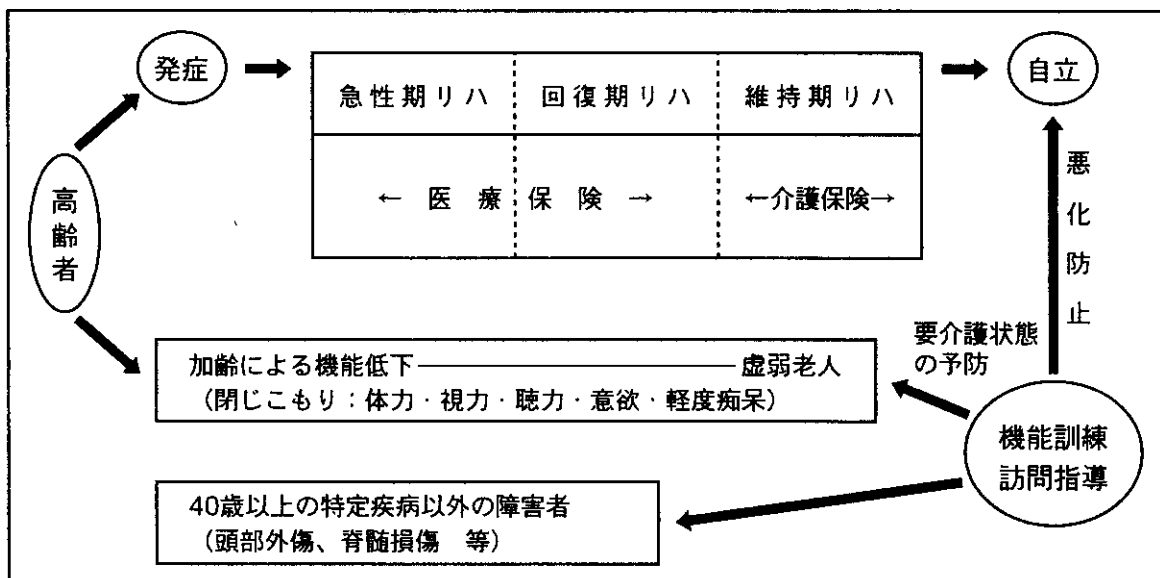 発症
急性期リハ
回復期リハ
維持期リハ
自立
高齢者
← 医療保険 →
←介護保険→
悪化防止
要介護状態
の予防
加齢による機能低下――――――――虚弱老人
(閉じこもり:体力・視力・聴力・意欲・軽度痴呆)
機能訓練
訪問指導
40歳以上の特定疾病以外の障害者
(頭部外傷、脊髄損傷 等)